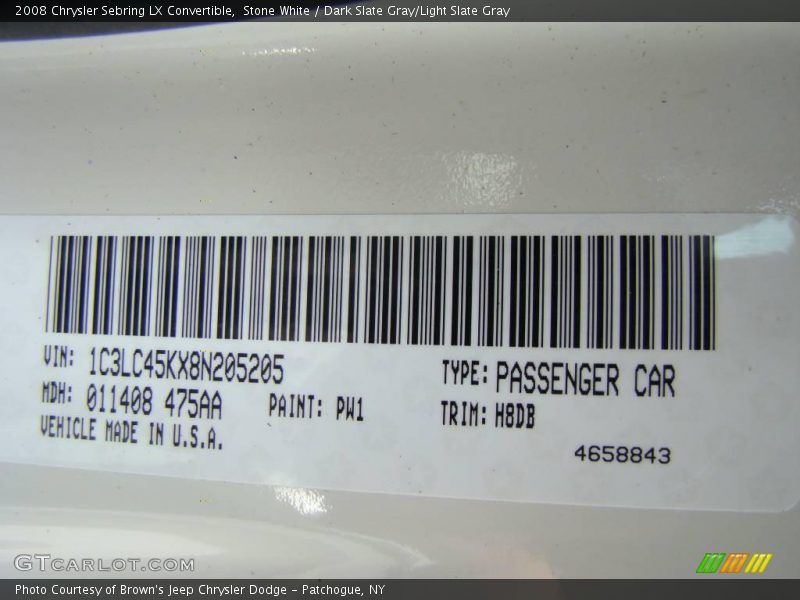 2008 Chrysler Sebring LX Convertible, Stone White / Dark Slate Gray/Light Slate Gray
VIN: 1C3LC45KX8N205205 TYPE: PASSENGER CAR
MDH: 011408 475AA PAINT: PW1 TRIM: H8DB
VEHICLE MADE IN U.S.A. 4658843
GTCARLOT.COM
Photo Courtesy of Brown's Jeep Chrysler Dodge - Patchogue, NY